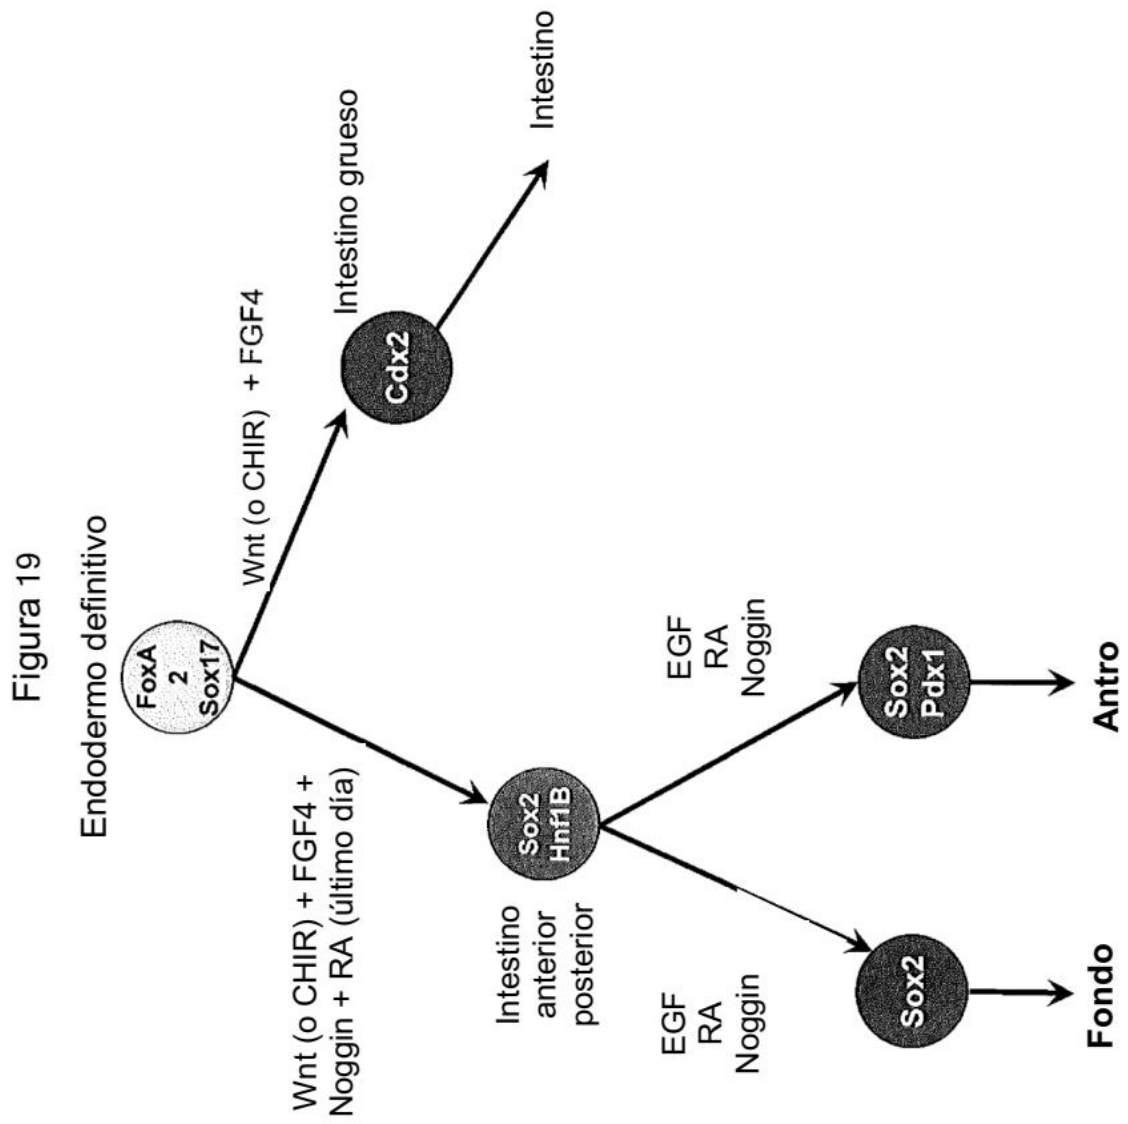 Figura 19
Endodermo definitivo
FoxA
2
Sox17
Wnt (o CHIR) + FGF4 +
Noggin + RA (último día)
Wnt (o CHIR) + FGF4
Intestino grueso
Cdx2
Intestino
Intestino
anterior
posterior
Sox2
Hnf1B
EGF
RA
Noggin
EGF
RA
Noggin
Sox2
Sox2
Pdx1
Fondo
Antro